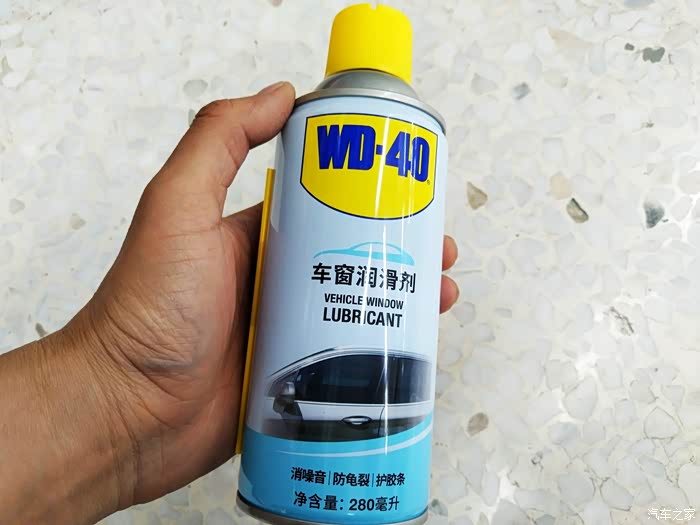 WD-40
车窗润滑剂
VEHICLE WINDOW
LUBRICANT
消噪音|防龟裂|护胶条
净含量：280毫升
汽车之家